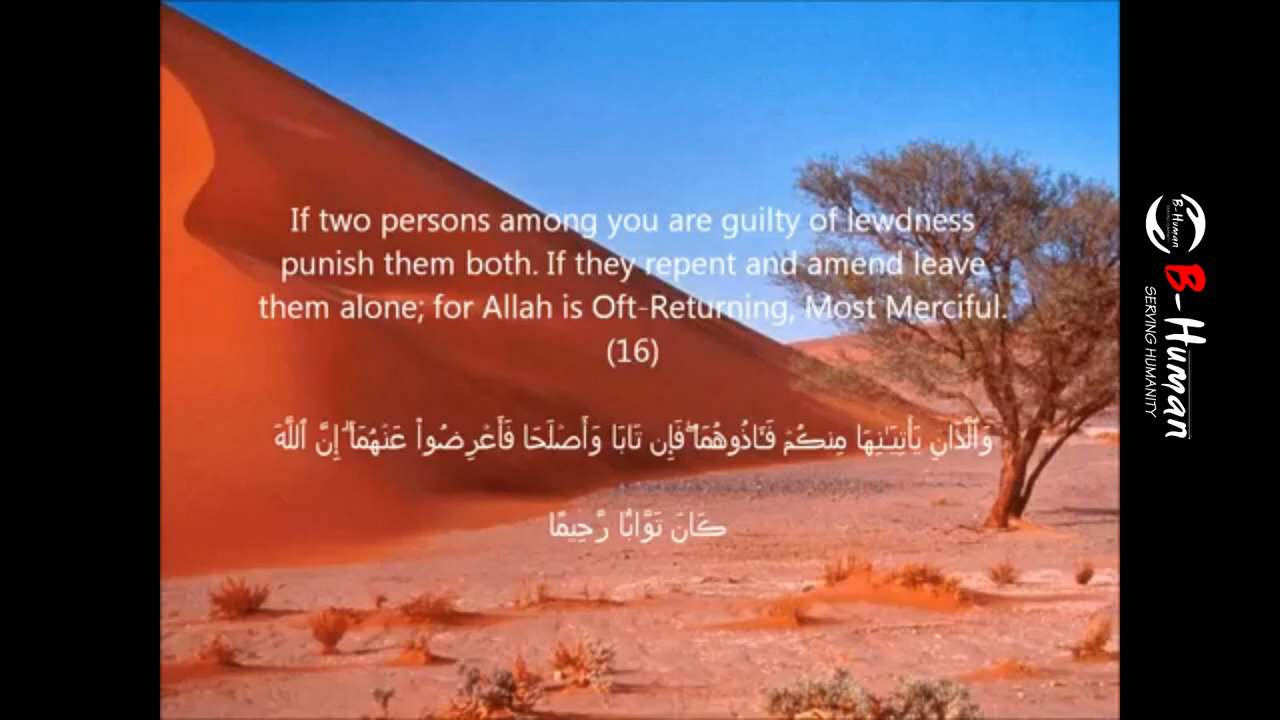 If two persons among you are guilty of lewdness
punish them both. If they repent and amend leave
them alone; for Allah is Oft-Returning, Most Merciful.
(16)
وَٱلَّذَانِ يَأْتِيَـٰنِهَا مِنكُمْ فَـَٔاذُوهُمَا ۖ فَإِن تَابَا وَأَصْلَحَا فَأَعْرِضُوا۟ عَنْهُمَآ ۗ إِنَّ ٱللَّهَ
كَانَ تَوَّابًا رَّحِيمًا
B-Human
B-Human
SERVING HUMANITY